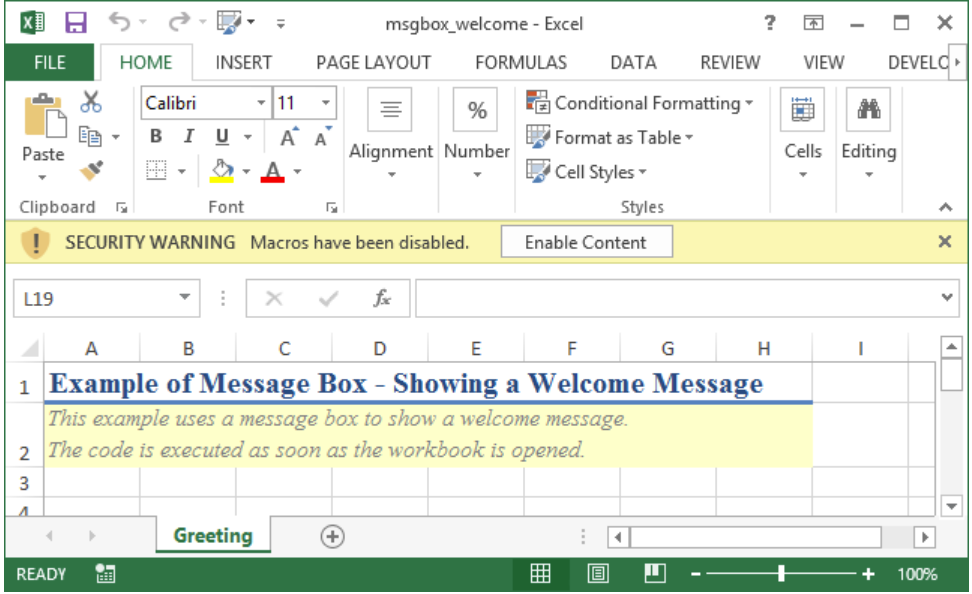 msgbox_welcome - Excel
?
FILE HOME INSERT PAGE LAYOUT FORMULAS DATA REVIEW VIEW
Calibri 11 Conditional Formatting
B I U A A % Format as Table
Paste Alignment Number Cell Styles Cells Editing
A
Clipboard Font Styles
! SECURITY WARNING Macros have been disabled. Enable Content
L19 fx
A B C D E F G H I
1 Example of Message Box - Showing a Welcome Message
This example uses a message box to show a welcome message.
2 The code is executed as soon as the workbook is opened.
3
4
Greeting
READY 100%